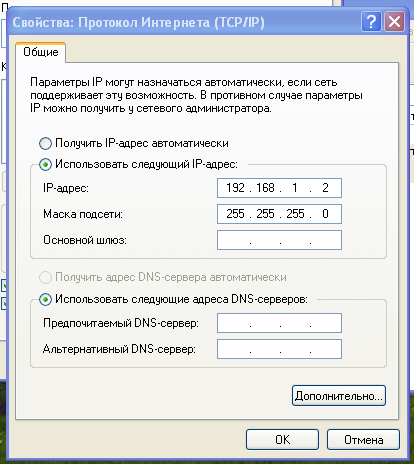 Свойства: Протокол Интернета (TCP/IP)
Общие
Параметры IP могут назначаться автоматически, если сеть
поддерживает эту возможность. В противном случае параметры
IP можно получить у сетевого администратора.
Получить IP-адрес автоматически
Использовать следующий IP-адрес:
IP-адрес: 192 . 168 . 1 . 2
Маска подсети: 255 . 255 . 255 . 0
Основной шлюз: . . .
Получить адрес DNS-сервера автоматически
Использовать следующие адреса DNS-серверов:
Предпочитаемый DNS-сервер: . . .
Альтернативный DNS-сервер: . . .
Дополнительно...
OK Отмена